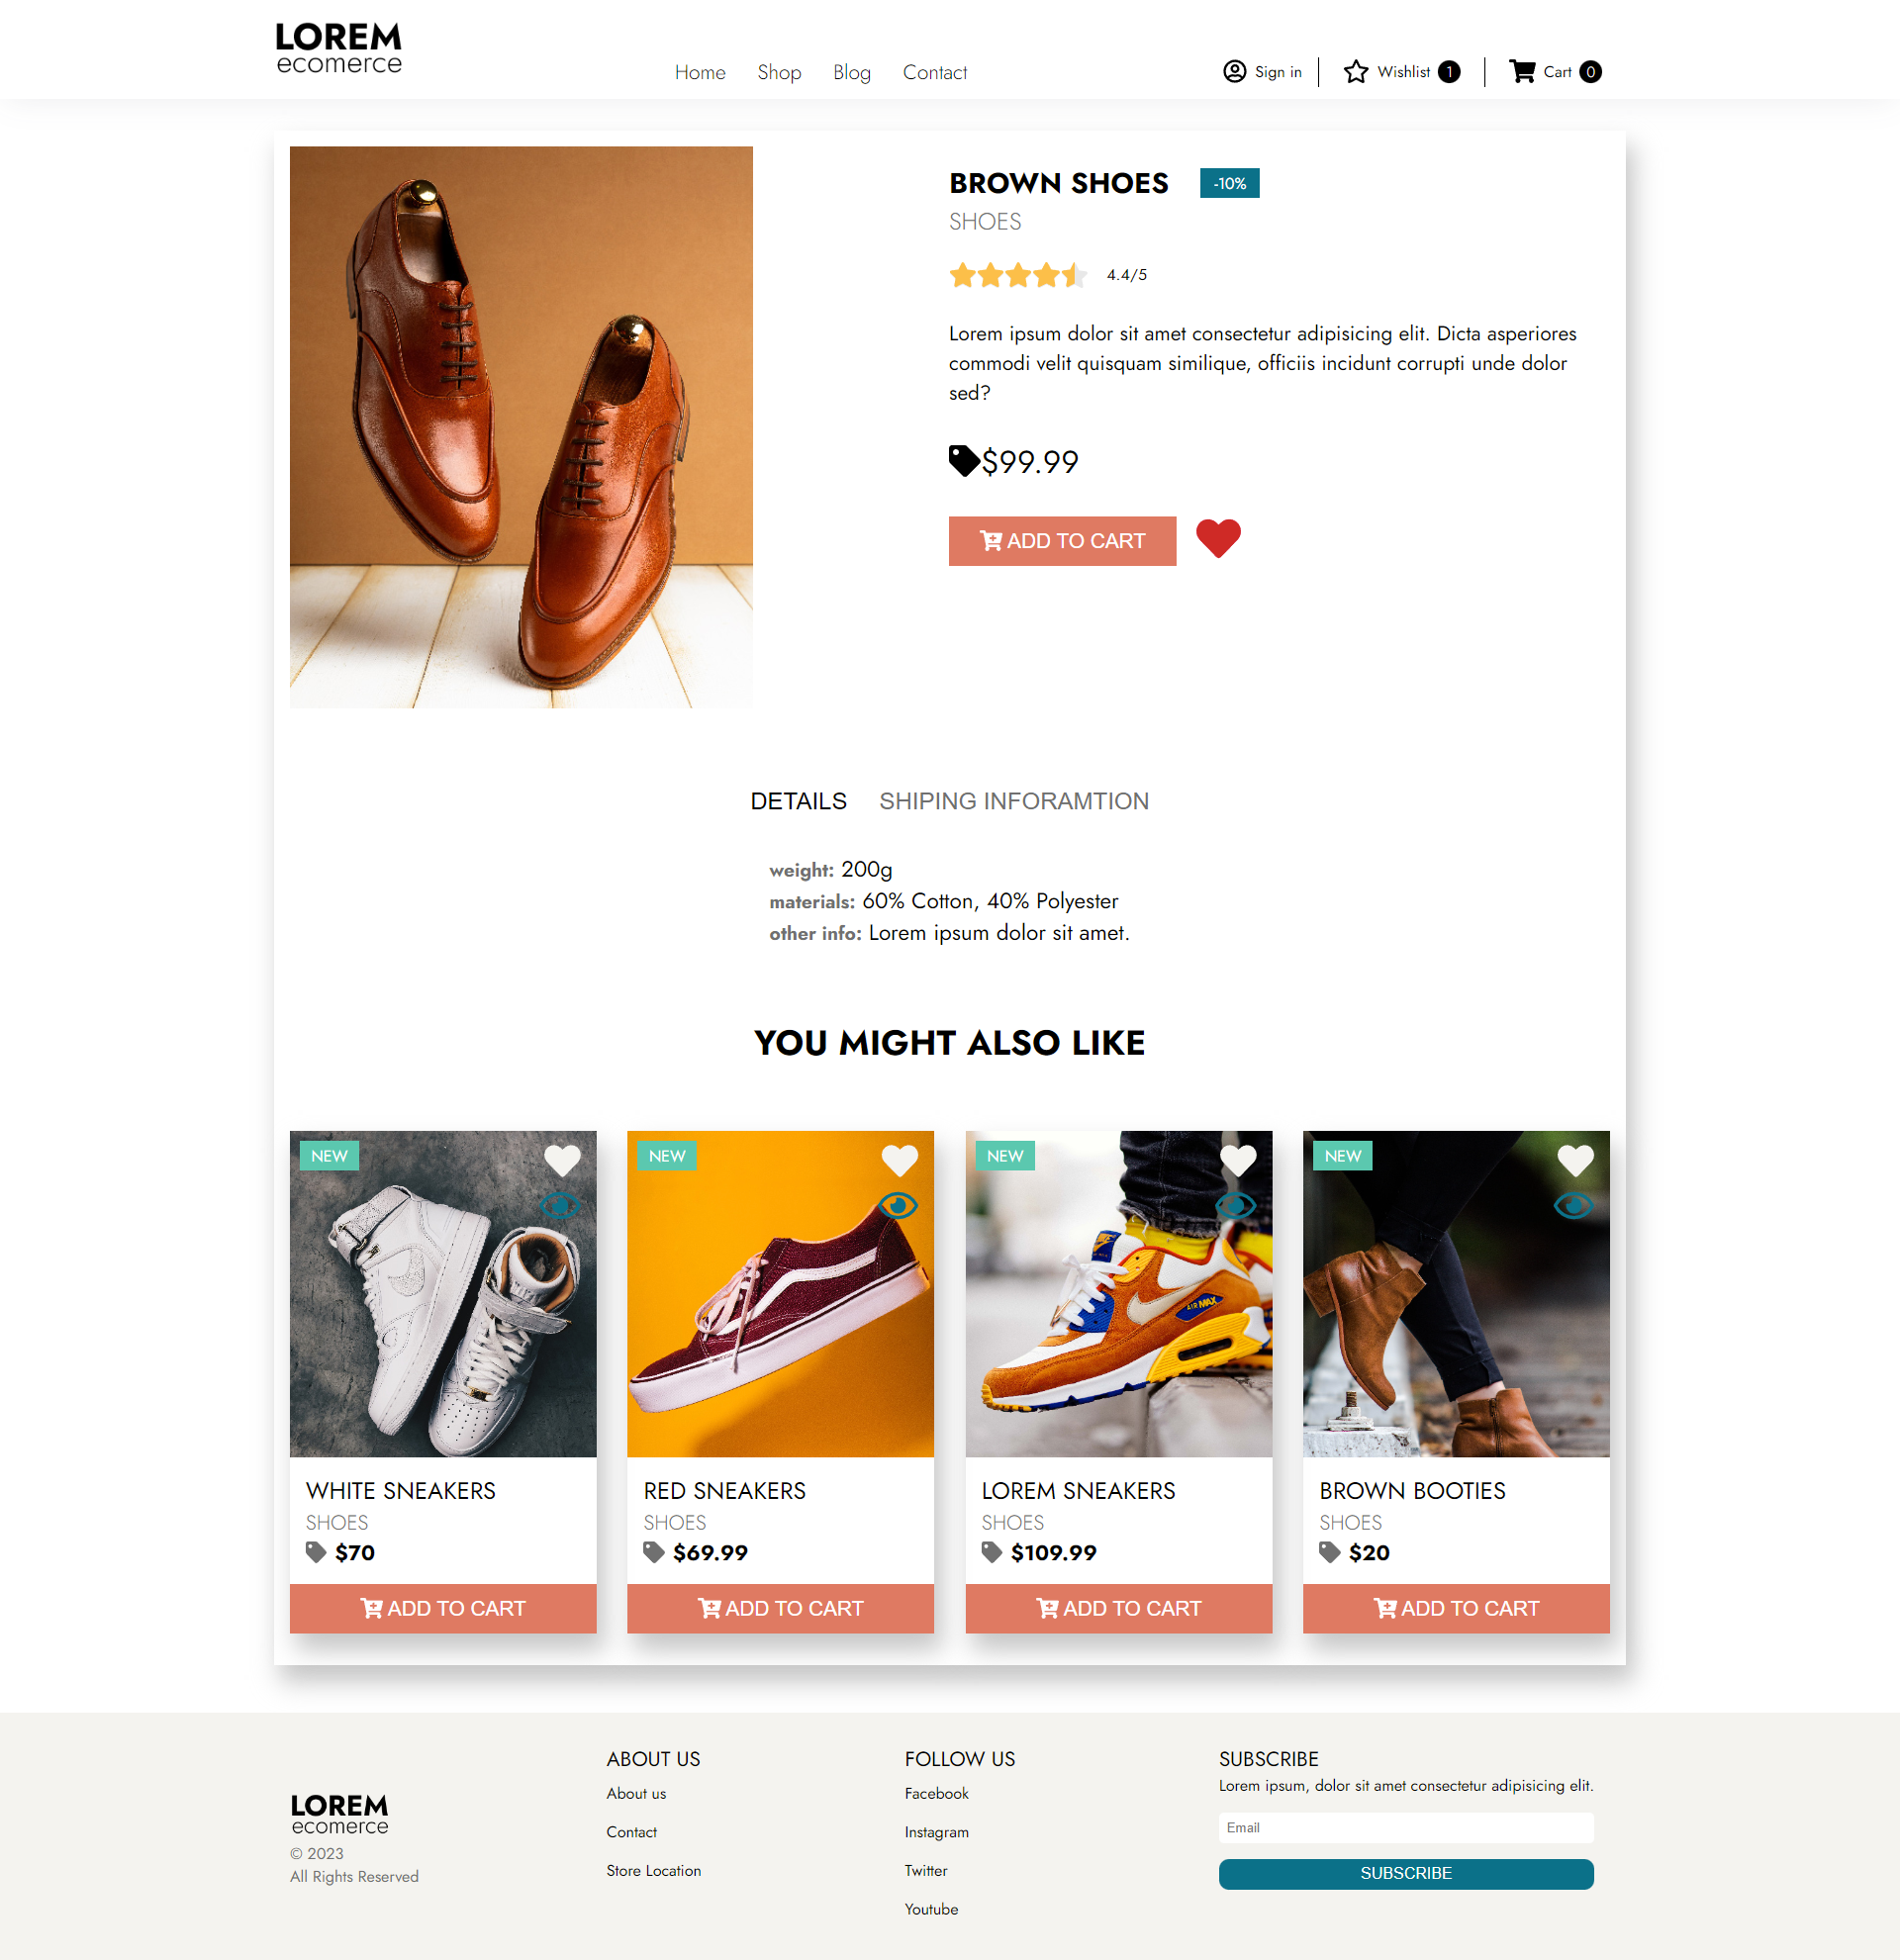 LOREM
ecomerce
Home Shop Blog Contact
Sign in
Wishlist 1
Cart 0
BROWN SHOES -10%
SHOES
4.4/5
Lorem ipsum dolor sit amet consectetur adipisicing elit. Dicta asperiores
commodi velit quisquam similique, officiis incidunt corrupti unde dolor
sed?
$99.99
ADD TO CART
DETAILS SHIPING INFORAMTION
weight: 200g
materials: 60% Cotton, 40% Polyester
other info: Lorem ipsum dolor sit amet.
YOU MIGHT ALSO LIKE
NEW
WHITE SNEAKERS
SHOES
$70
ADD TO CART
NEW
RED SNEAKERS
SHOES
$69.99
ADD TO CART
NEW
AIR MAX
LOREM SNEAKERS
SHOES
$109.99
ADD TO CART
NEW
BROWN BOOTIES
SHOES
$20
ADD TO CART
LOREM
ecomerce
© 2023
All Rights Reserved
ABOUT US
About us
Contact
Store Location
FOLLOW US
Facebook
Instagram
Twitter
Youtube
SUBSCRIBE
Lorem ipsum, dolor sit amet consectetur adipisicing elit.
Email
SUBSCRIBE